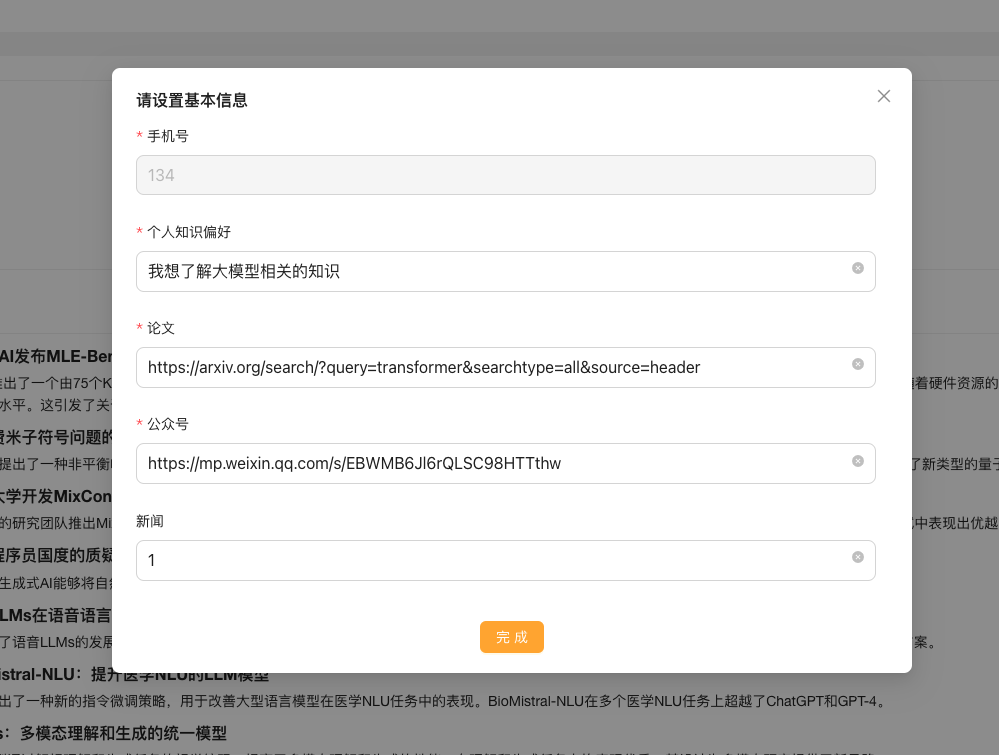 请设置基本信息
* 手机号
134
* 个人知识偏好
我想了解大模型相关的知识
* 论文
https://arxiv.org/search/?query=transformer&searchtype=all&source=header
* 公众号
https://mp.weixin.qq.com/s/EBWMB6Jl6rQLSC98HTTthw
新闻
1
完成
AI发布MLE-Ben
推出了一个由75个K
着硬件资源的
水平。这引发了关
费米子符号问题的
提出了一种非平衡
了新类型的量子
大学开发MixCon
的研究团队推出Mi
中表现出优越
程序员国度的质疑
生成式AI能够将自然
LMs在语音语言
了语音LLMs的发展
案。
istral-NLU：提升医学NLU的LLM模型
出了一种新的指令微调策略，用于改善大型语言模型在医学NLU任务中的表现。BioMistral-NLU在多个医学NLU任务上超越了ChatGPT和GPT-4。
s：多模态理解和生成的统一模型